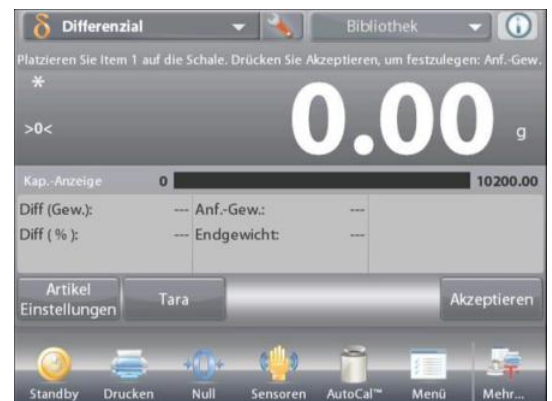 δ Differenzial Bibliothek
Platzieren Sie Item 1 auf die Schale. Drücken Sie Akzeptieren, um festzulegen: Anf.-Gew.
*
>0< 0.00 g
Kap.-Anzeige 0 10200.00
Diff (Gew.): --- Anf.-Gew.: ---
Diff ( % ): --- Endgewicht: ---
Artikel
Einstellungen Tara Akzeptieren
Standby Drucken Null Sensoren AutoCal™ Menü Mehr...